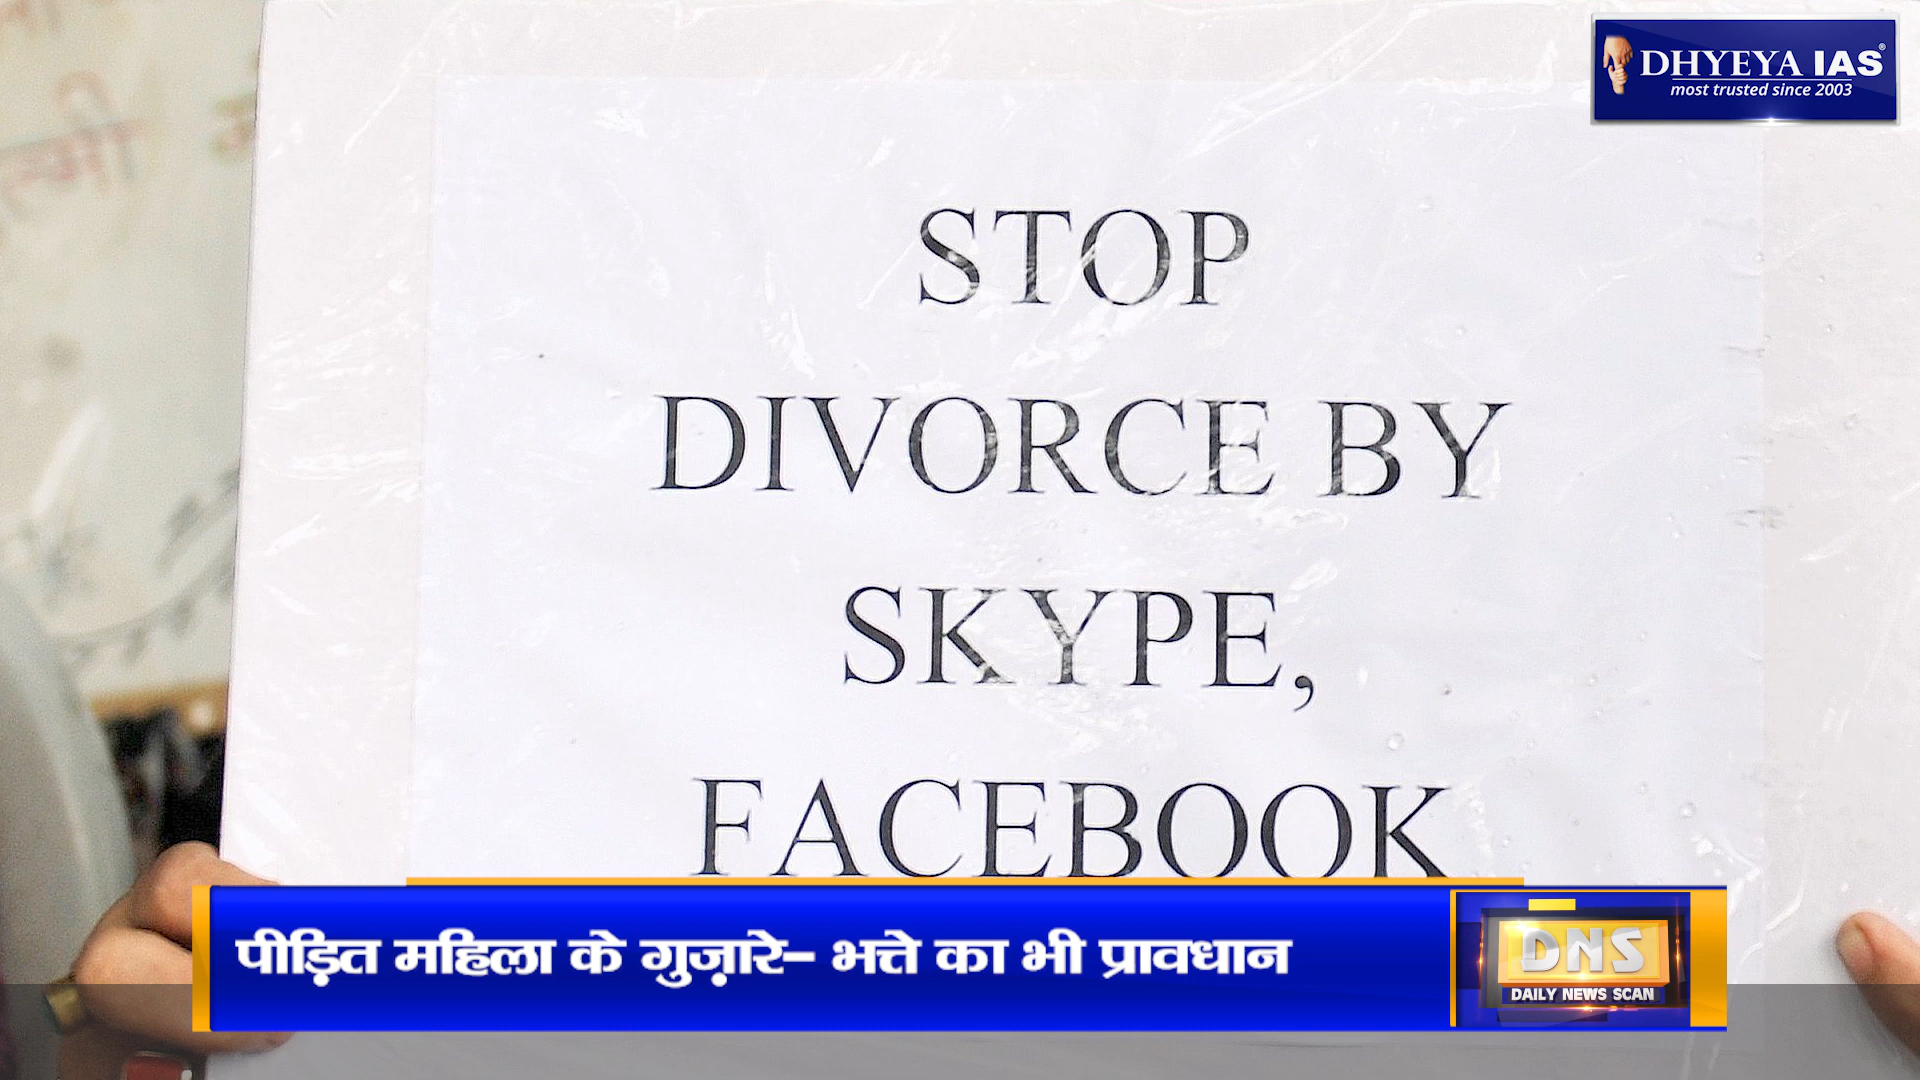 DHYEYA IAS®
most trusted since 2003
STOP
DIVORCE BY
SKYPE,
FACEBOOK
पीड़ित महिला के गुज़ारे- भत्ते का भी प्रावधान
DNS
DAILY NEWS SCAN